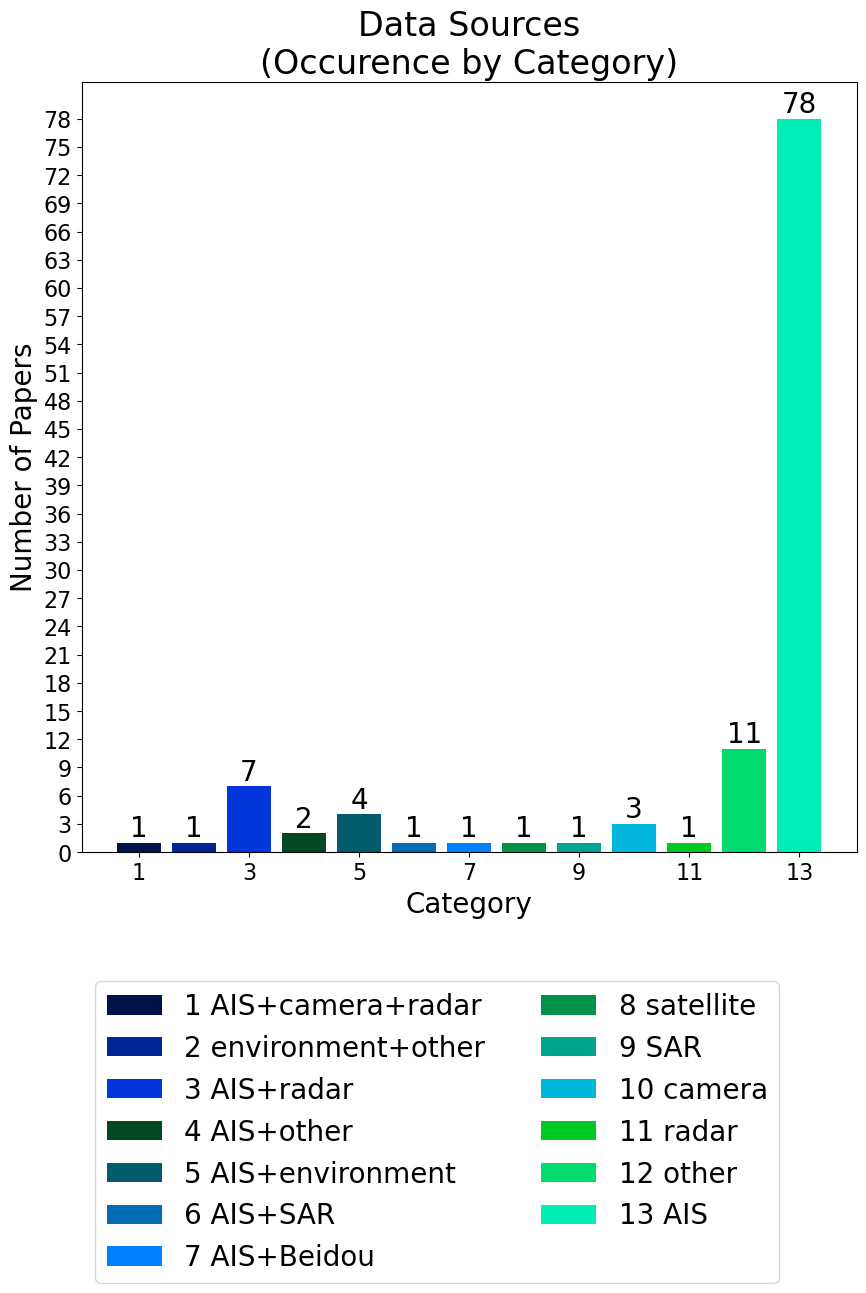 Data Sources
(Occurence by Category)
Number of Papers
78
75
72
69
66
63
60
57
54
51
48
45
42
39
36
33
30
27
24
21
18
15
12
9
6
3
0
1
1
7
2
4
1
1
1
1
3
1
11
78
1
3
5
7
9
11
13
Category
1 AIS+camera+radar
2 environment+other
3 AIS+radar
4 AIS+other
5 AIS+environment
6 AIS+SAR
7 AIS+Beidou
8 satellite
9 SAR
10 camera
11 radar
12 other
13 AIS